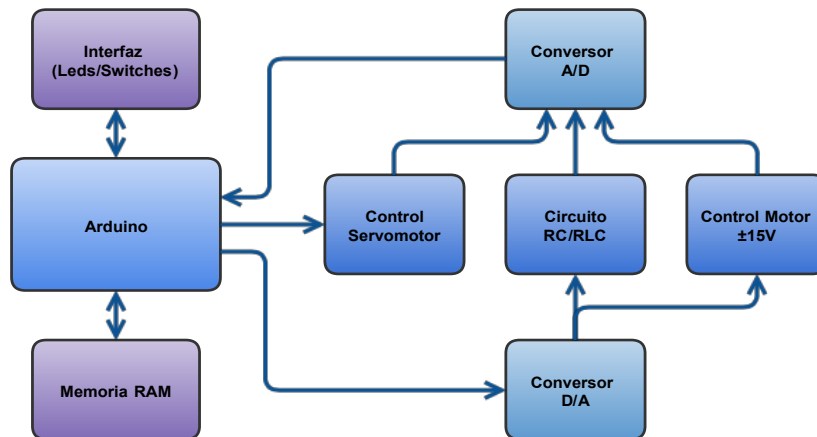 Interfaz
(Leds/Switches)
Conversor
A/D
Arduino
Control
Servomotor
Circuito
RC/RLC
Control Motor
±15V
Memoria RAM
Conversor
D/A